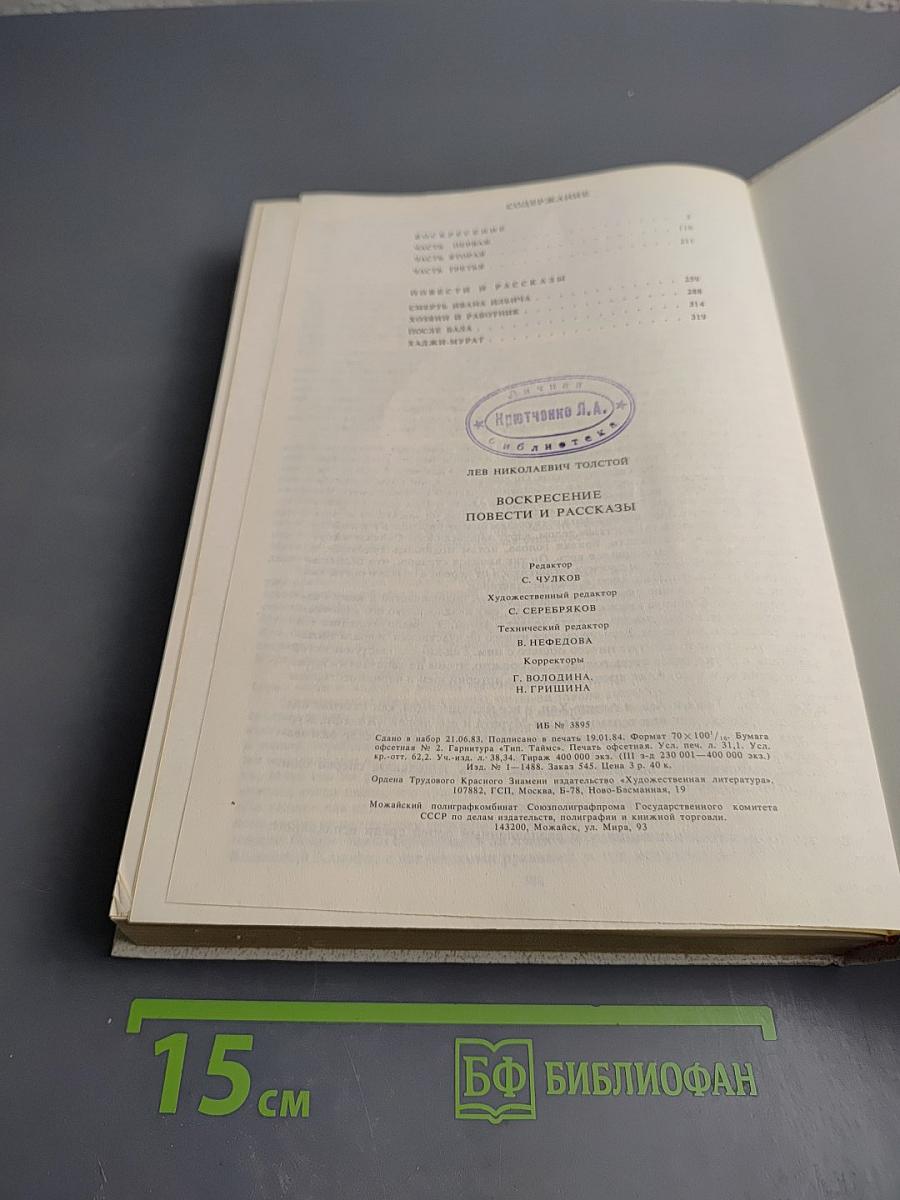 СОДЕРЖАНИЕ
ВОСКРЕСЕНИЕ
ЧАСТЬ ПЕРВАЯ
ЧАСТЬ ВТОРАЯ
ЧАСТЬ ТРЕТЬЯ
ПОВЕСТИ И РАССКАЗЫ
СМЕРТЬ ИВАНА ИЛЬИЧА . . . 259
ХОЗЯИН И РАБОТНИК . . . 288
ПОСЛЕ БАЛА . . . 314
ХАДЖИ-МУРАТ . . . 319
Личная
Крютченко Л.А.
библиотека
ЛЕВ НИКОЛАЕВИЧ ТОЛСТОЙ
ВОСКРЕСЕНИЕ
ПОВЕСТИ И РАССКАЗЫ
Редактор
С. ЧУЛКОВ
Художественный редактор
С. СЕРЕБРЯКОВ
Технический редактор
В. НЕФЕДОВА
Корректоры
Г. ВОЛОДИНА,
Н. ГРИШИНА
ИБ № 3895
Сдано в набор 21.06.83. Подписано в печать 19.01.84. Формат 70×100¹/₁₆. Бумага
офсетная № 2. Гарнитура «Тип. Таймс». Печать офсетная. Усл. печ. л. 31,1. Усл.
кр.-отт. 62,2. Уч.-изд. л. 38,34. Тираж 400 000 экз. (III з-д 230 001—400 000 экз.)
Изд. № 1—1488. Заказ 545. Цена 3 р. 40 к.
Ордена Трудового Красного Знамени издательство «Художественная литература»,
107882, ГСП, Москва, Б-78, Ново-Басманная, 19
Можайский полиграфкомбинат Союзполиграфпрома Государственного комитета
СССР по делам издательств, полиграфии и книжной торговли.
143200, Можайск, ул. Мира, 93
15 см
БФ БИБЛИОФАН